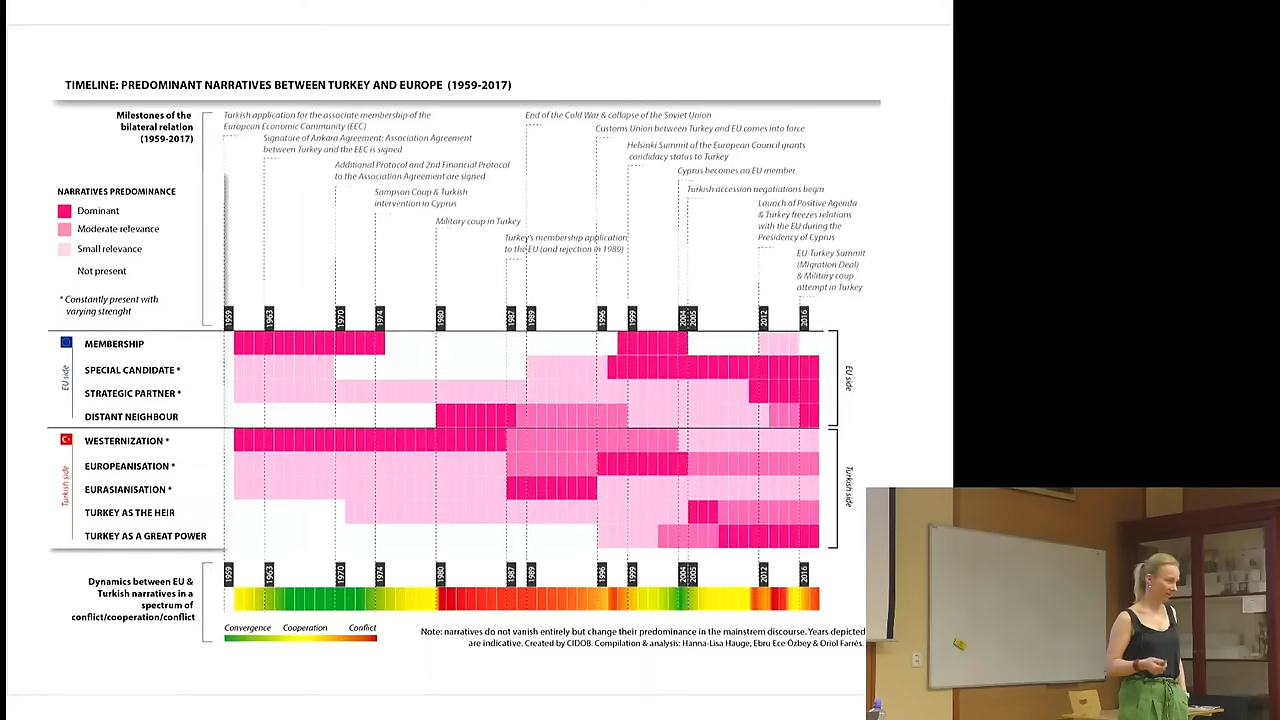 TIMELINE: PREDOMINANT NARRATIVES BETWEEN TURKEY AND EUROPE (1959-2017)
Milestones of the
bilateral relation
(1959-2017)
Turkish application for the associate membership of the
European Economic Community (EEC)
Signature of Ankara Agreement: Association Agreement
between Turkey and the EEC is signed
Additional Protocol and 2nd Financial Protocol
to the Association Agreement are signed
Sampson Coup & Turkish
intervention in Cyprus
Military coup in Turkey
Turkey's membership application
to the EU (and rejection in 1989)
End of the Cold War & collapse of the Soviet Union
Customs Union between Turkey and EU comes into force
Helsinki Summit of the European Council grants
candidacy status to Turkey
Cyprus becomes an EU member
Turkish accession negotiations begin
Launch of Positive Agenda
& Turkey freezes relations
with the EU during the
Presidency of Cyprus
EU-Turkey Summit
(Migration Deal)
& Military coup
attempt in Turkey
NARRATIVES PREDOMINANCE
Dominant
Moderate relevance
Small relevance
Not present
* Constantly present with
varying strenght
1959 1963 1970 1974 1980 1987 1989 1996 1999 2004 2005 2012 2016
EU side
MEMBERSHIP
SPECIAL CANDIDATE *
STRATEGIC PARTNER *
DISTANT NEIGHBOUR
EU side
Turkish side
WESTERNIZATION *
EUROPEANISATION *
EURASIANISATION *
TURKEY AS THE HEIR
TURKEY AS A GREAT POWER
Turkish side
1959 1963 1970 1974 1980 1987 1989 1996 1999 2004 2005 2012 2016
Dynamics between EU &
Turkish narratives in a
spectrum of
conflict/cooperation/conflict
Convergence Cooperation Conflict
Note: narratives do not vanish entirely but change their predominance in the mainstrem discourse. Years depicted
are indicative. Created by CIDOB. Compilation & analysis: Hanna-Lisa Hauge, Ebru Ece Özbey & Oriol Farrés.